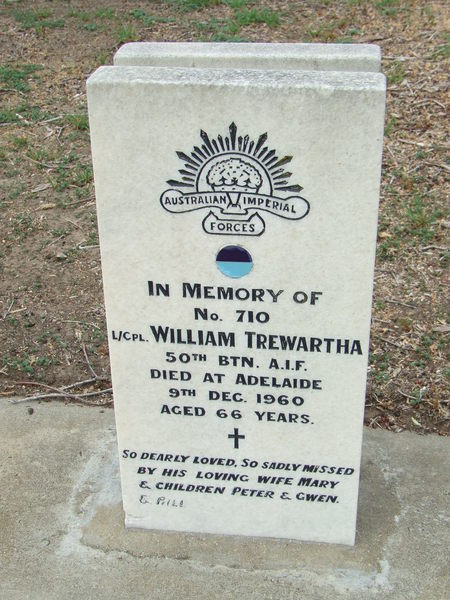 AUSTRALIAN IMPERIAL
FORCES
IN MEMORY OF
No. 710
L/CPL. WILLIAM TREWARTHA
50TH BTN. A.I.F.
DIED AT ADELAIDE
9TH DEC. 1960
AGED 66 YEARS.
SO DEARLY LOVED, SO SADLY MISSED
BY HIS LOVING WIFE MARY
& CHILDREN PETER & GWEN.
& BILL